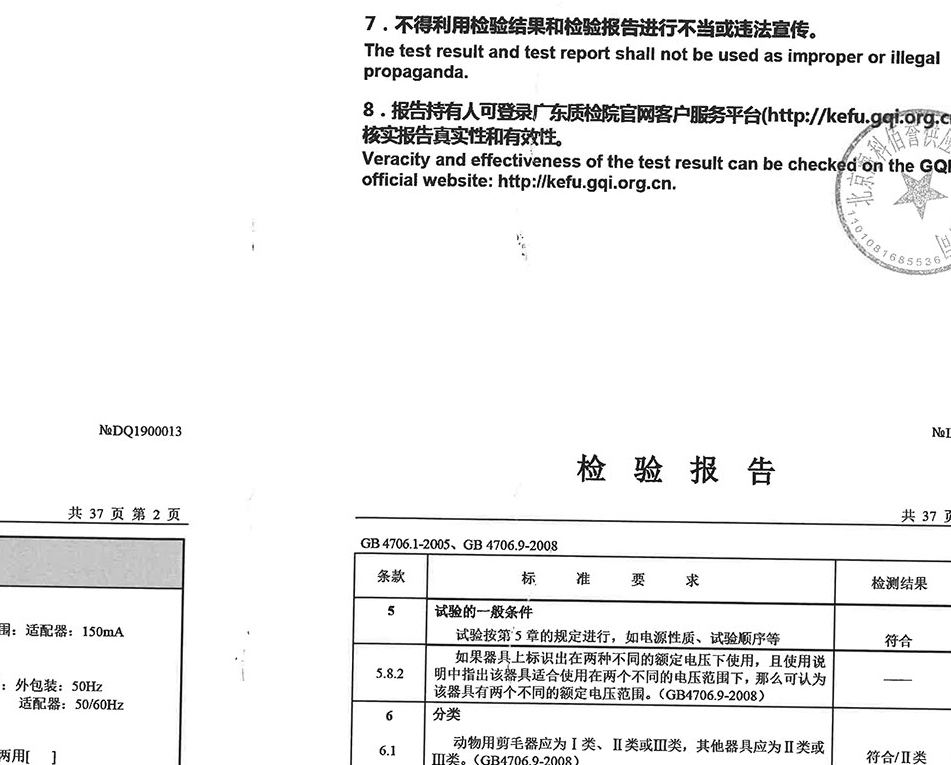 7．不得利用检验结果和检验报告进行不当或违法宣传。
The test result and test report shall not be used as improper or illegal
propaganda.
8．报告持有人可登录广东质检院官网客户服务平台(http://kefu.gqi.org.c
核实报告真实性和有效性。
Veracity and effectiveness of the test result can be checked on the GQI
official website: http://kefu.gqi.org.cn.
1101081685536
№DQ1900013
共 37 页 第 2 页
围：适配器：150mA
：外包装：50Hz
适配器：50/60Hz
两用[ ]
检 验 报 告
共 37 页
GB 4706.1-2005、GB 4706.9-2008
条款 标 准 要 求 检测结果
5 试验的一般条件
试验按第 5 章的规定进行，如电源性质、试验顺序等 符合
如果器具上标识出在两种不同的额定电压下使用，且使用说
5.8.2 明中指出该器具适合使用在两个不同的电压范围下，那么可认为 ——
该器具有两个不同的额定电压范围。（GB4706.9-2008）
6 分类
6.1 动物用剪毛器应为Ⅰ类、Ⅱ类或Ⅲ类，其他器具应为Ⅱ类或 符合/Ⅱ类
Ⅲ类。（GB4706.9-2008）